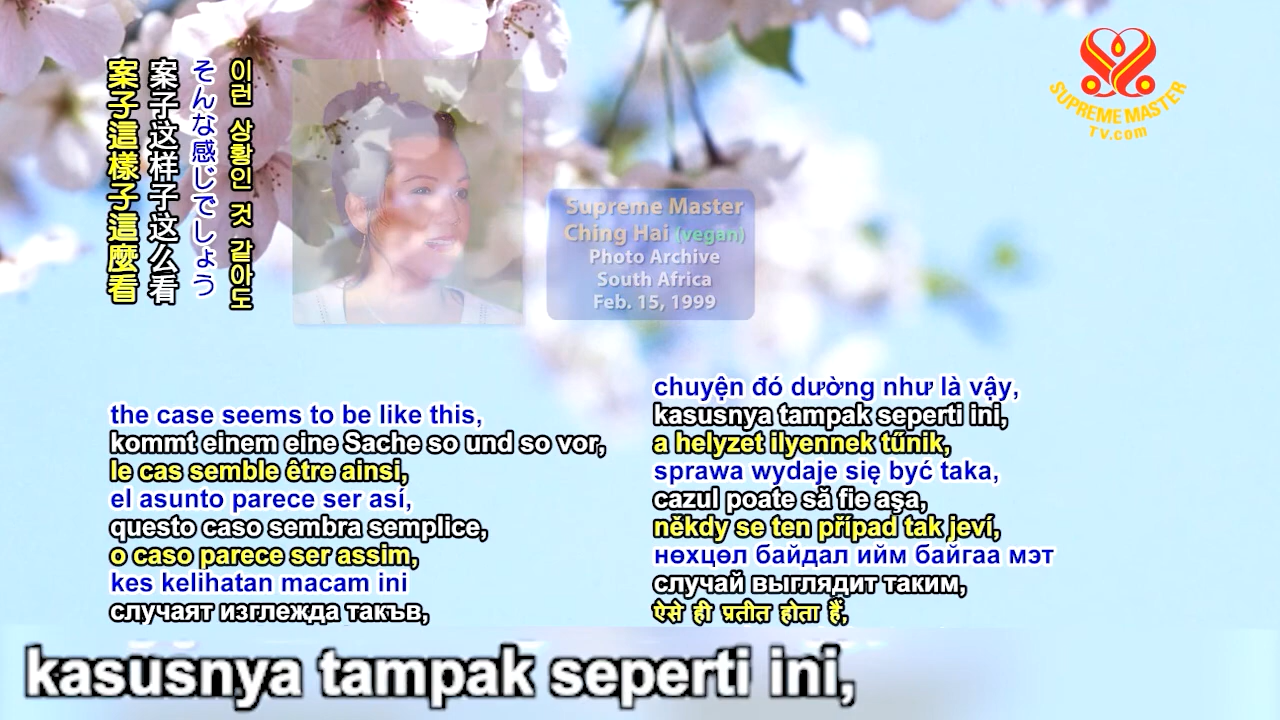 案子這樣子這麼看
案子这样子这么看
そんな感じでしょう
이런 상황인 것 같아도
SUPREME MASTER
TV.com
Supreme Master
Ching Hai (vegan)
Photo Archive
South Africa
Feb. 15, 1999
the case seems to be like this,
kommt einem eine Sache so und so vor,
le cas semble être ainsi,
el asunto parece ser así,
questo caso sembra semplice,
o caso parece ser assim,
kes kelihatan macam ini
случаят изглежда такъв,
chuyện đó dường như là vậy,
kasusnya tampak seperti ini,
a helyzet ilyennek tűnik,
sprawa wydaje się być taka,
cazul poate să fie aşa,
někdy se ten případ tak jeví,
нөхцөл байдал ийм байгаа мэт
случай выглядит таким,
ऐसे ही प्रतीत होता हैं,
kasusnya tampak seperti ini,